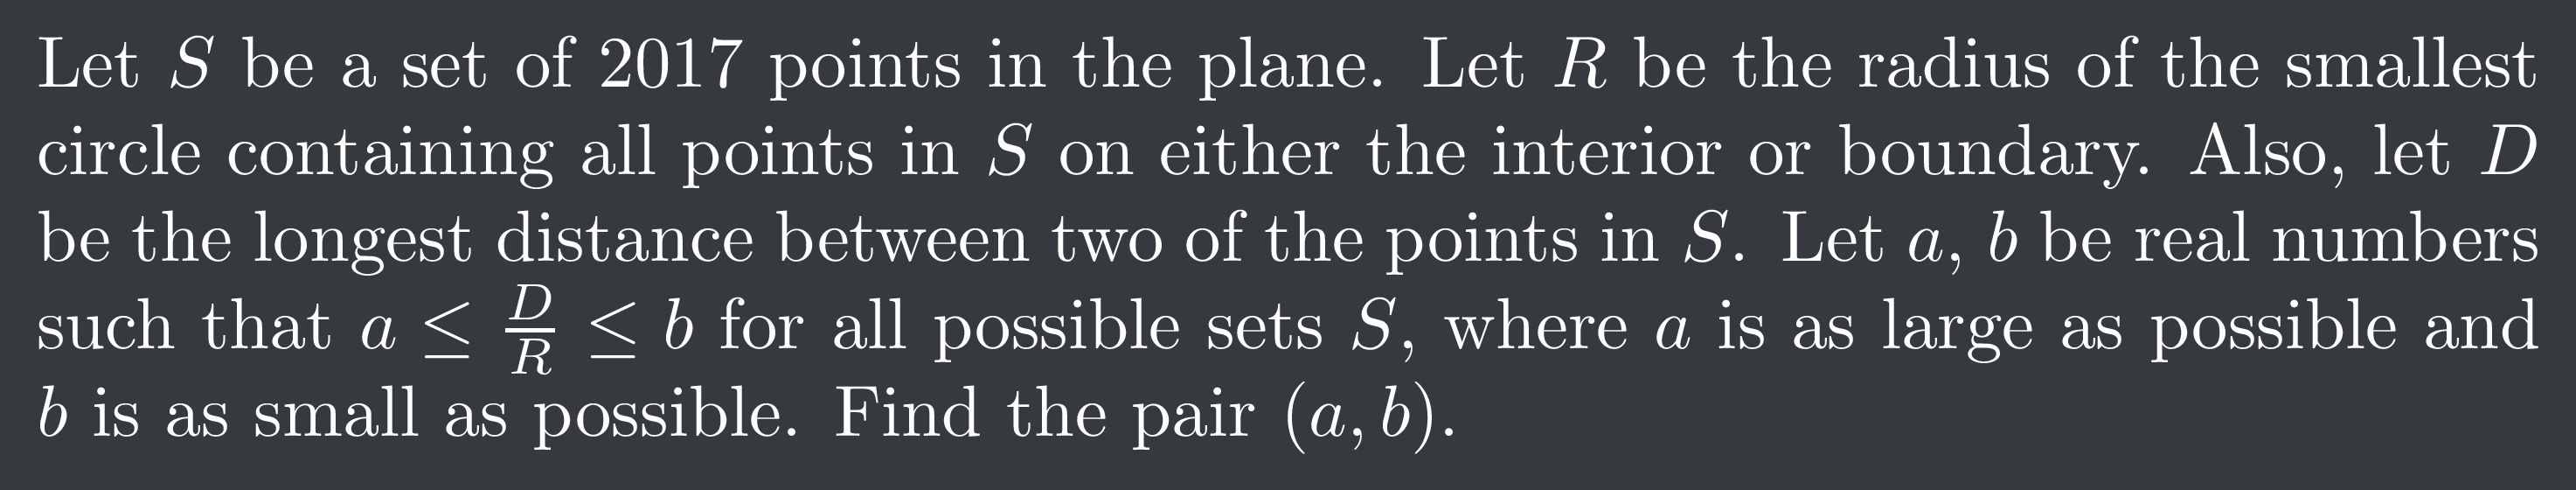 Let $S$ be a set of 2017 points in the plane. Let $R$ be the radius of the smallest
circle containing all points in $S$ on either the interior or boundary. Also, let $D$
be the longest distance between two of the points in $S$. Let $a$, $b$ be real numbers
such that $a \leq \frac{D}{R} \leq b$ for all possible sets $S$, where $a$ is as large as possible and
$b$ is as small as possible. Find the pair $(a, b)$.